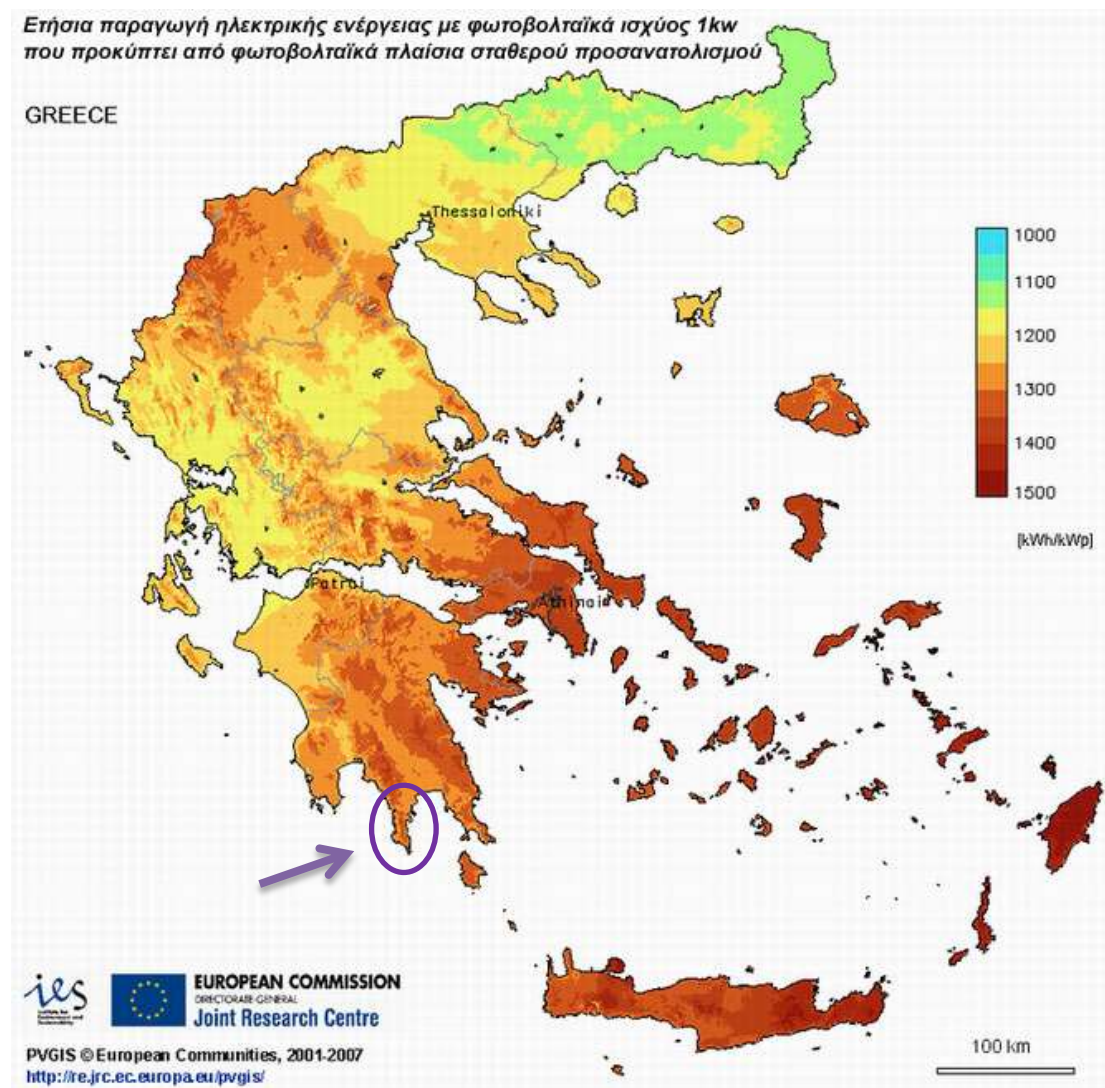 Ετήσια παραγωγή ηλεκτρικής ενέργειας με φωτοβολταϊκά ισχύος 1kw
που προκύπτει από φωτοβολταϊκά πλαίσια σταθερού προσανατολισμού
GREECE
Thessaloniki
1000
1100
1200
1300
1400
1500
[kWh/kWp]
Patrai
Athinai
ies
EUROPEAN COMMISSION
DIRECTORATE-GENERAL
Joint Research Centre
100 km
PVGIS © European Communities, 2001-2007
http://re.jrc.ec.europa.eu/pvgis/